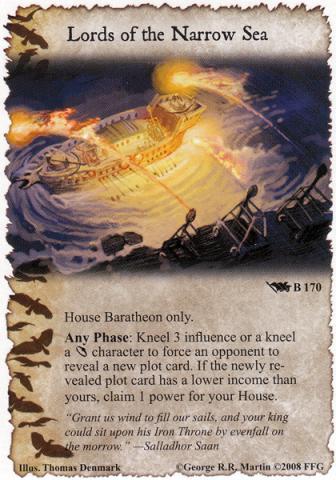 Lords of the Narrow Sea
B 170
House Baratheon only.
Any Phase: Kneel 3 influence or a kneel
a character to force an opponent to
reveal a new plot card. If the newly re-
vealed plot card has a lower income than
yours, claim 1 power for your House.
“Grant us wind to fill our sails, and your king
could sit upon his Iron Throne by evenfall on
the morrow.” —Salladhor Saan
Illus. Thomas Denmark ©George R.R. Martin ©2008 FFG